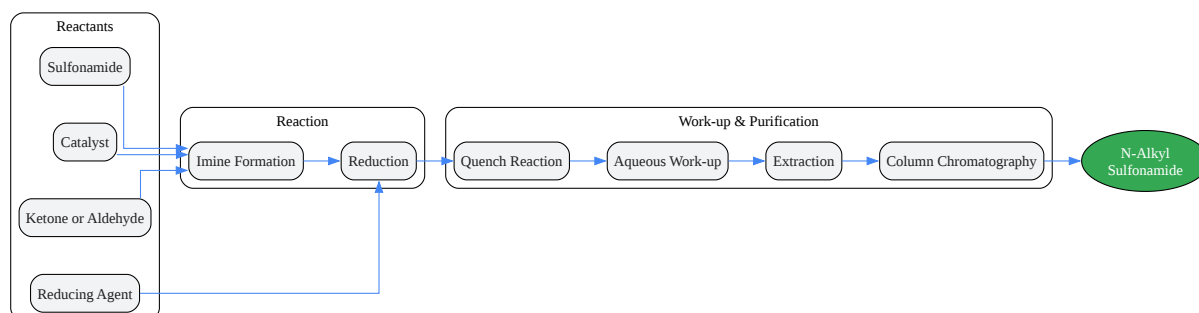 Reactants
Sulfonamide
Catalyst
Ketone or Aldehyde
Reducing Agent
Reaction
Imine Formation
Reduction
Work-up & Purification
Quench Reaction
Aqueous Work-up
Extraction
Column Chromatography
N-Alkyl
Sulfonamide